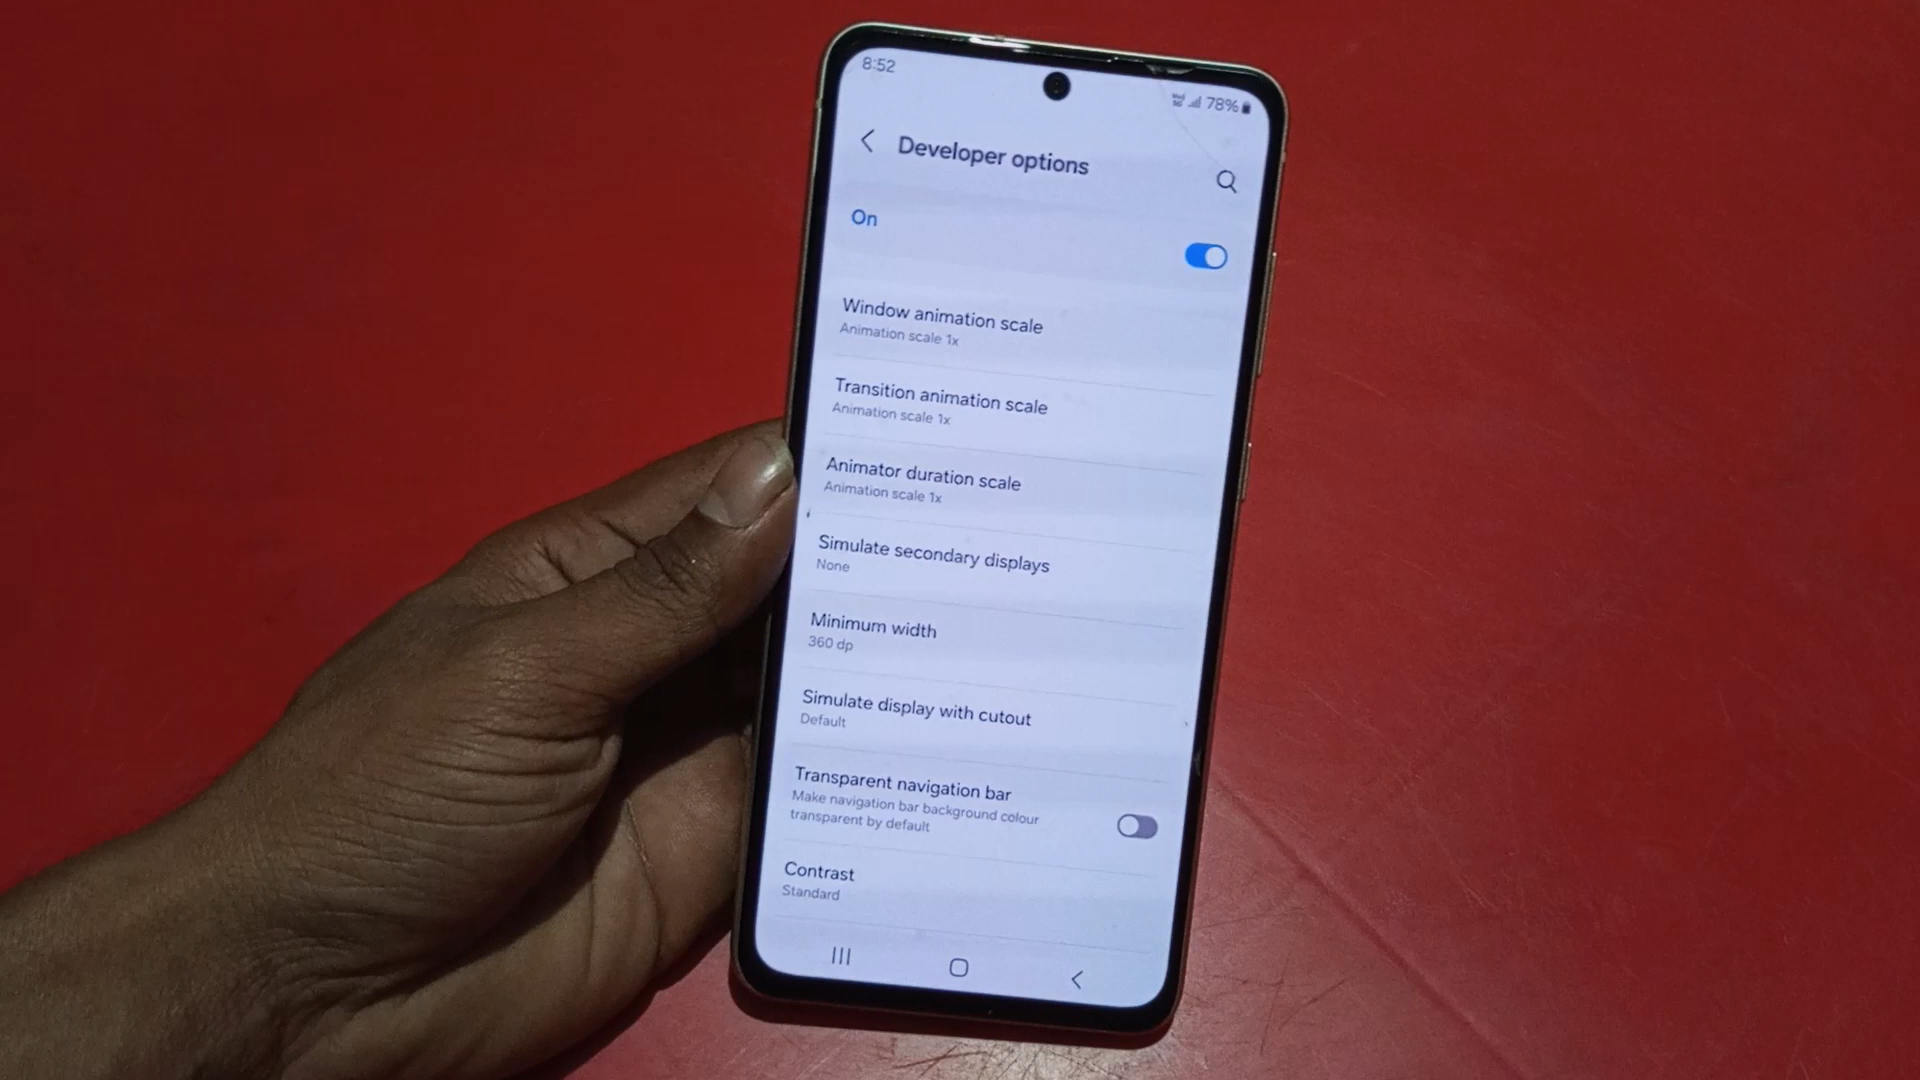 8:52
78%
Developer options
On
Window animation scale
Animation scale 1x
Transition animation scale
Animation scale 1x
Animator duration scale
Animation scale 1x
Simulate secondary displays
None
Minimum width
360 dp
Simulate display with cutout
Default
Transparent navigation bar
Make navigation bar background colour
transparent by default
Contrast
Standard